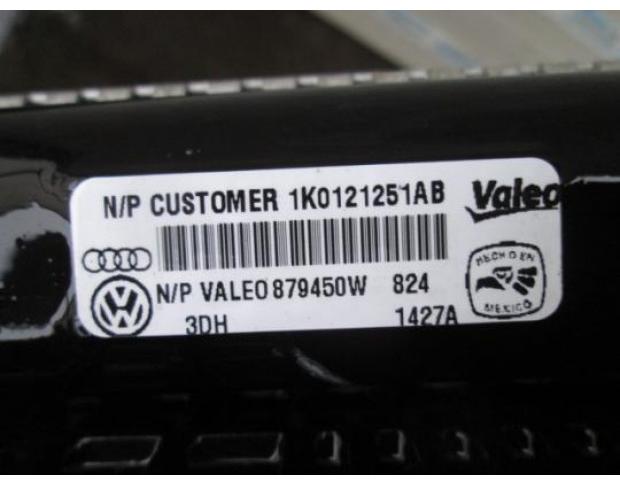 N/P CUSTOMER 1K0121251AB Valeo
N/P VALEO 879450W 824
HECHO EN
MEXICO
3DH 1427A